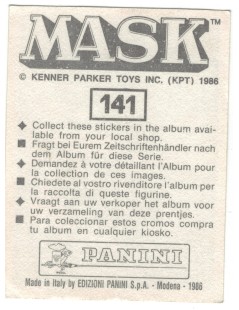 MASK™
© KENNER PARKER TOYS INC. (KPT) 1986
141
◆ Collect these stickers in the album avai-
lable from your local shop.
■ Fragt bei Eurem Zeitschriftenhändler nach
dem Album für diese Serie.
◆ Demandez à votre détaillant l'Album pour
la collection de ces images.
■ Chiedete al vostro rivenditore l'album per
la raccolta di queste figurine.
◆ Vraagt aan uw verkoper het album voor
uw verzameling van deze prentjes.
■ Para coleccionar estos cromos compra
tu album en cualquier kiosko.
PANINI
Made in Italy by EDIZIONI PANINI S.p.A. - Modena - 1986